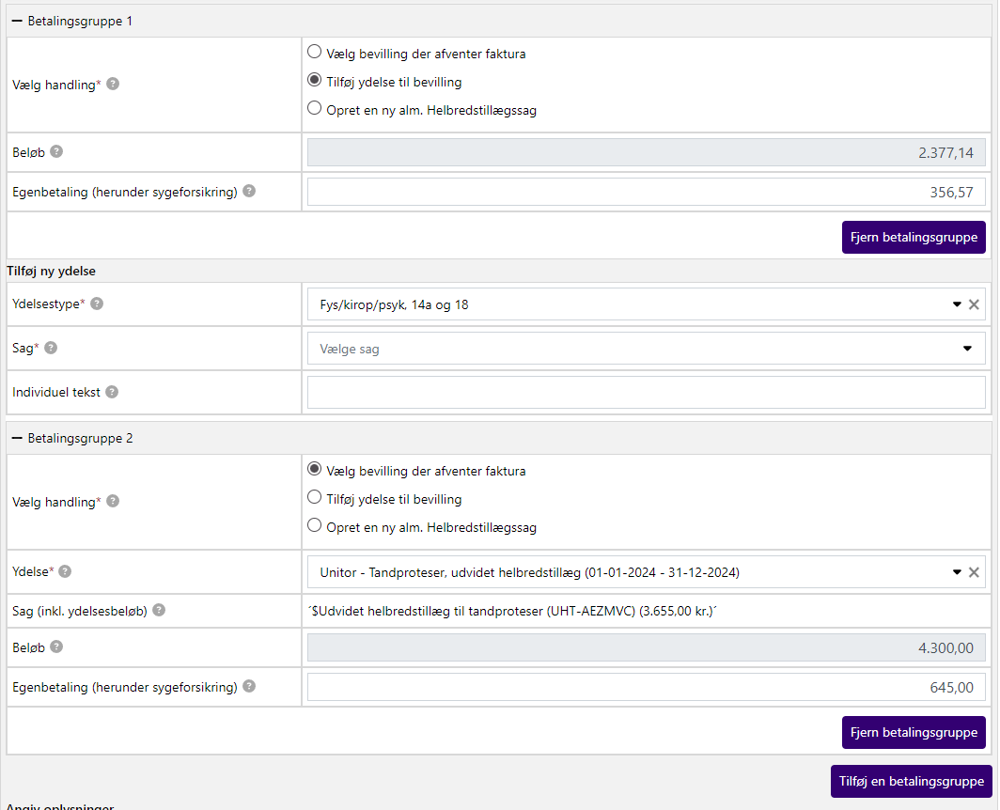 Betalingsgruppe 1
Vælg handling* ?
Vælg bevilling der afventer faktura
Tilføj ydelse til bevilling
Opret en ny alm. Helbredstillægssag
Beløb ? 2.377,14
Egenbetaling (herunder sygeforsikring) ? 356,57
Fjern betalingsgruppe
Tilføj ny ydelse
Ydelsestype* ? Fys/kirop/psyk, 14a og 18
Sag* ? Vælge sag
Individuel tekst ?
Betalingsgruppe 2
Vælg handling* ?
Vælg bevilling der afventer faktura
Tilføj ydelse til bevilling
Opret en ny alm. Helbredstillægssag
Ydelse* ? Unitor - Tandproteser, udvidet helbredstillæg (01-01-2024 - 31-12-2024)
Sag (inkl. ydelsesbeløb) ? ´$Udvidet helbredstillæg til tandproteser (UHT-AEZMVC) (3.655,00 kr.)´
Beløb ? 4.300,00
Egenbetaling (herunder sygeforsikring) ? 645,00
Fjern betalingsgruppe
Tilføj en betalingsgruppe
Angiv oplysninger